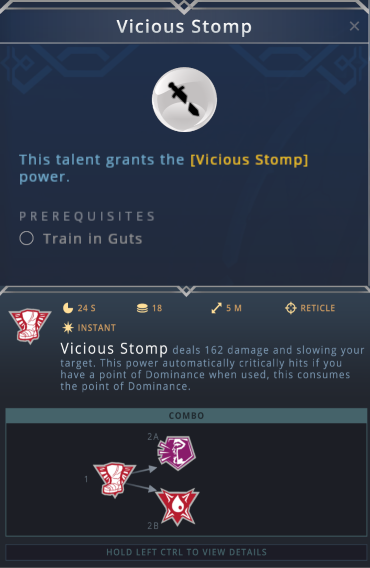 Vicious Stomp ×
This talent grants the [Vicious Stomp]
power.
PREREQUISITES
Train in Guts
24 S 18 5 M RETICLE
INSTANT
Vicious Stomp deals 162 damage and slowing your
target. This power automatically critically hits if you
have a point of Dominance when used, this consumes
the point of Dominance.
COMBO
2A
1
2B
HOLD LEFT CTRL TO VIEW DETAILS